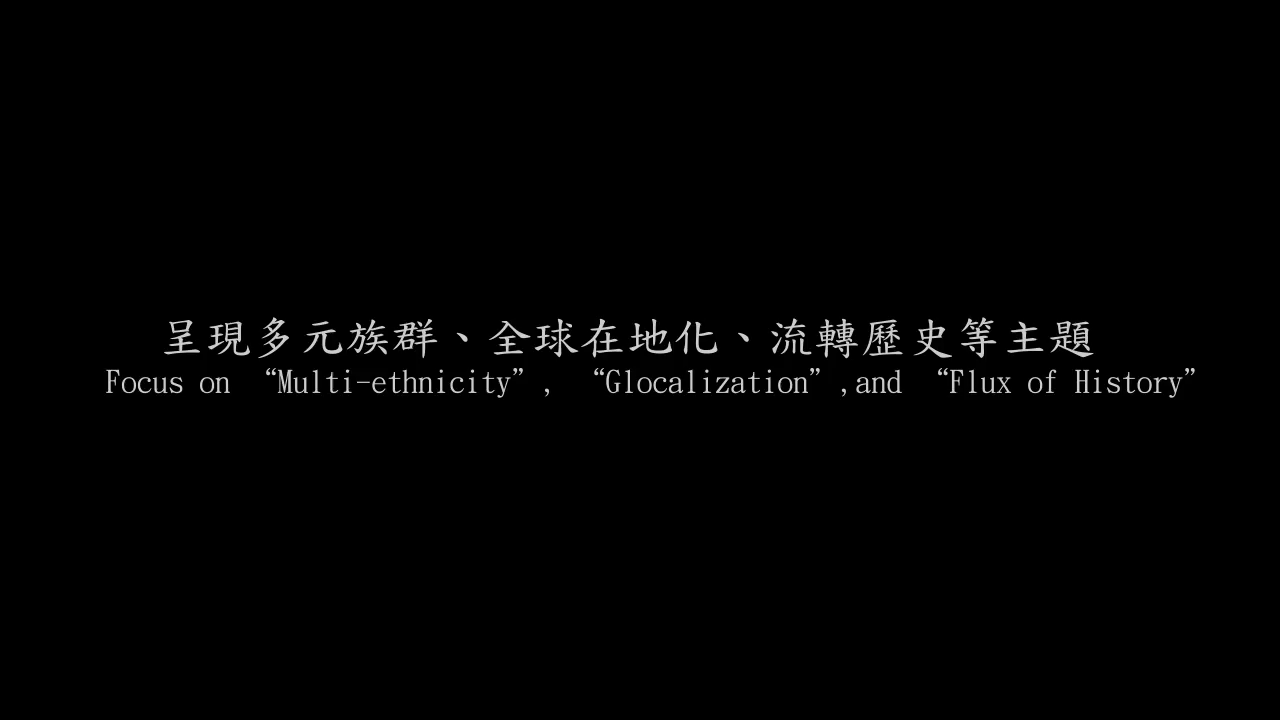 呈現多元族群、全球在地化、流轉歷史等主題
Focus on “Multi-ethnicity”, “Glocalization”,and “Flux of History”